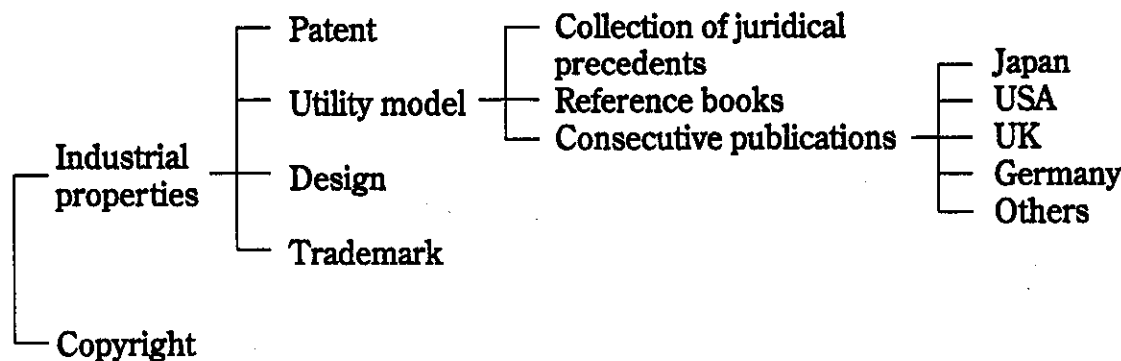 Patent
Utility model
Design
Trademark
Industrial
properties
Copyright
Collection of juridical
precedents
Reference books
Consecutive publications
Japan
USA
UK
Germany
Others